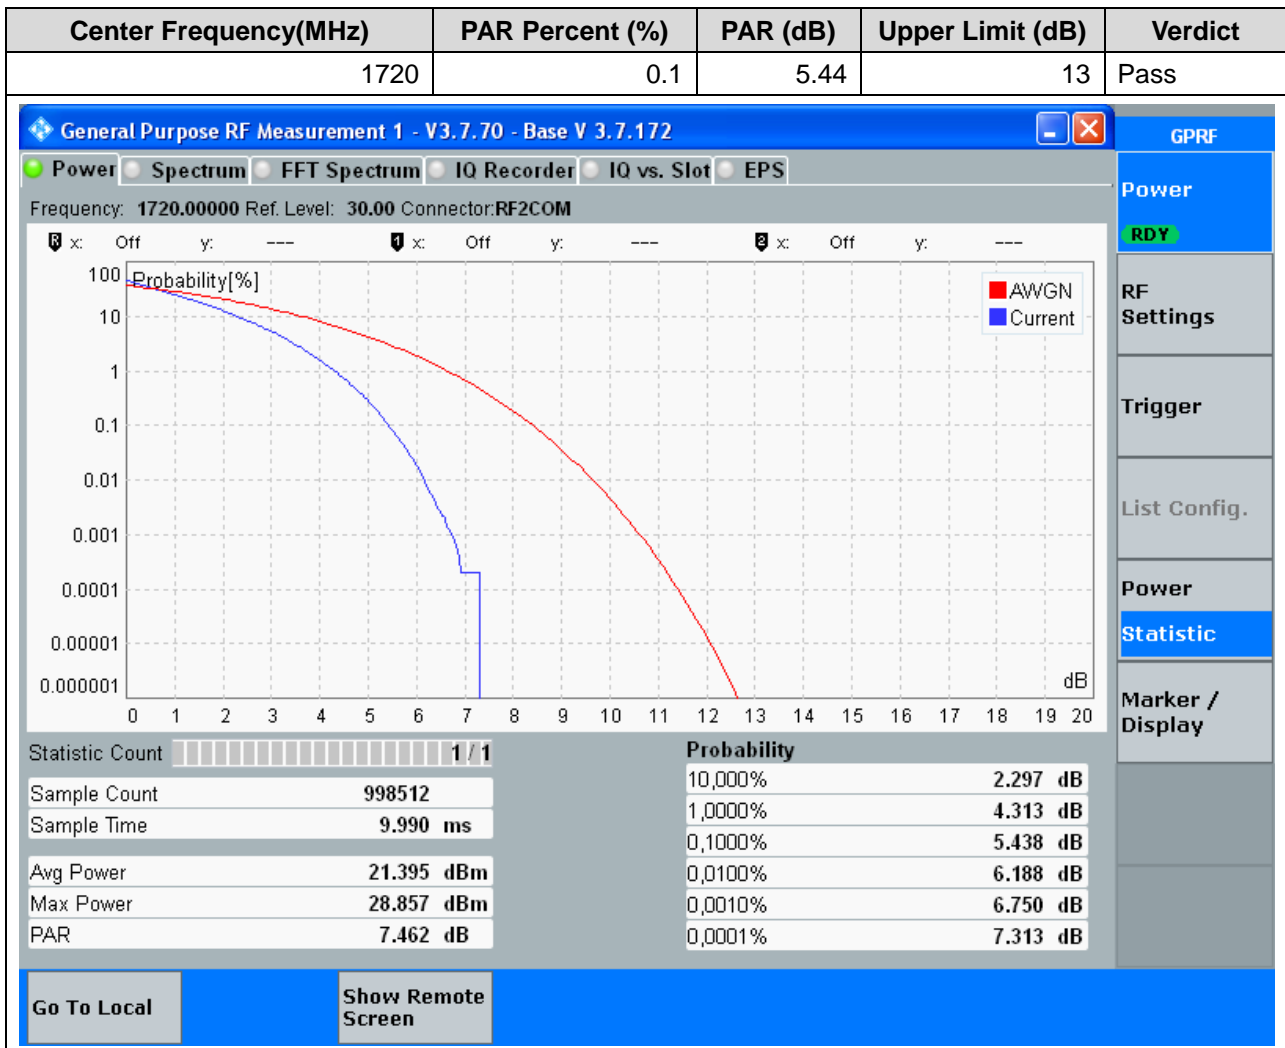 Center Frequency(MHz) PAR Percent (%) PAR (dB) Upper Limit (dB) Verdict
1720 0.1 5.44 13 Pass
General Purpose RF Measurement 1 - V3.7.70 - Base V 3.7.172
GPRF
Power Spectrum FFT Spectrum IQ Recorder IQ vs. Slot EPS
Power
RDY
Frequency: 1720.00000 Ref. Level: 30.00 Connector:RF2COM
R x: Off y: --- 1 x: Off y: --- 2 x: Off y: ---
Probability[%]
AWGN
Current
100
10
1
0.1
0.01
0.001
0.0001
0.00001
0.000001
dB
0 1 2 3 4 5 6 7 8 9 10 11 12 13 14 15 16 17 18 19 20
RF
Settings
Trigger
List Config.
Power
Statistic
Marker /
Display
Statistic Count 1 / 1
Sample Count 998512
Sample Time 9.990 ms
Avg Power 21.395 dBm
Max Power 28.857 dBm
PAR 7.462 dB
Probability
10,000% 2.297 dB
1,0000% 4.313 dB
0,1000% 5.438 dB
0,0100% 6.188 dB
0,0010% 6.750 dB
0,0001% 7.313 dB
Go To Local
Show Remote
Screen